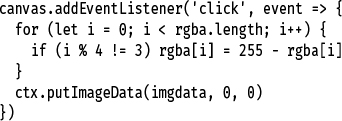 canvas.addEventListener('click', event => {
  for (let i = 0; i < rgba.length; i++) {
    if (i % 4 != 3) rgba[i] = 255 - rgba[i]
  }
  ctx.putImageData(imgdata, 0, 0)
})